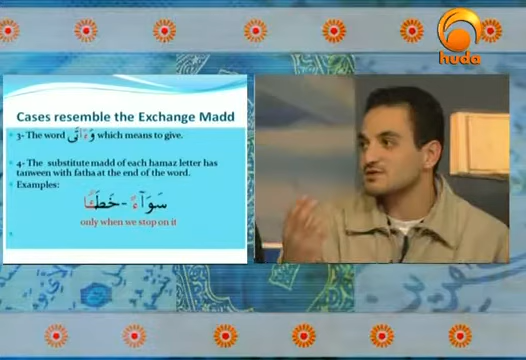 huda
Cases resemble the Exchange Madd
3- The word وَءَاتَى which means to give.
4- The substitute madd of each hamaz letter has
tanween with fatha at the end of the word.
Examples:
سَوَآءً - خَطَـًٔا
only when we stop on it